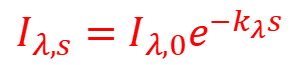 I_{λ,s} = I_{λ,0}e^{-k_λ s}